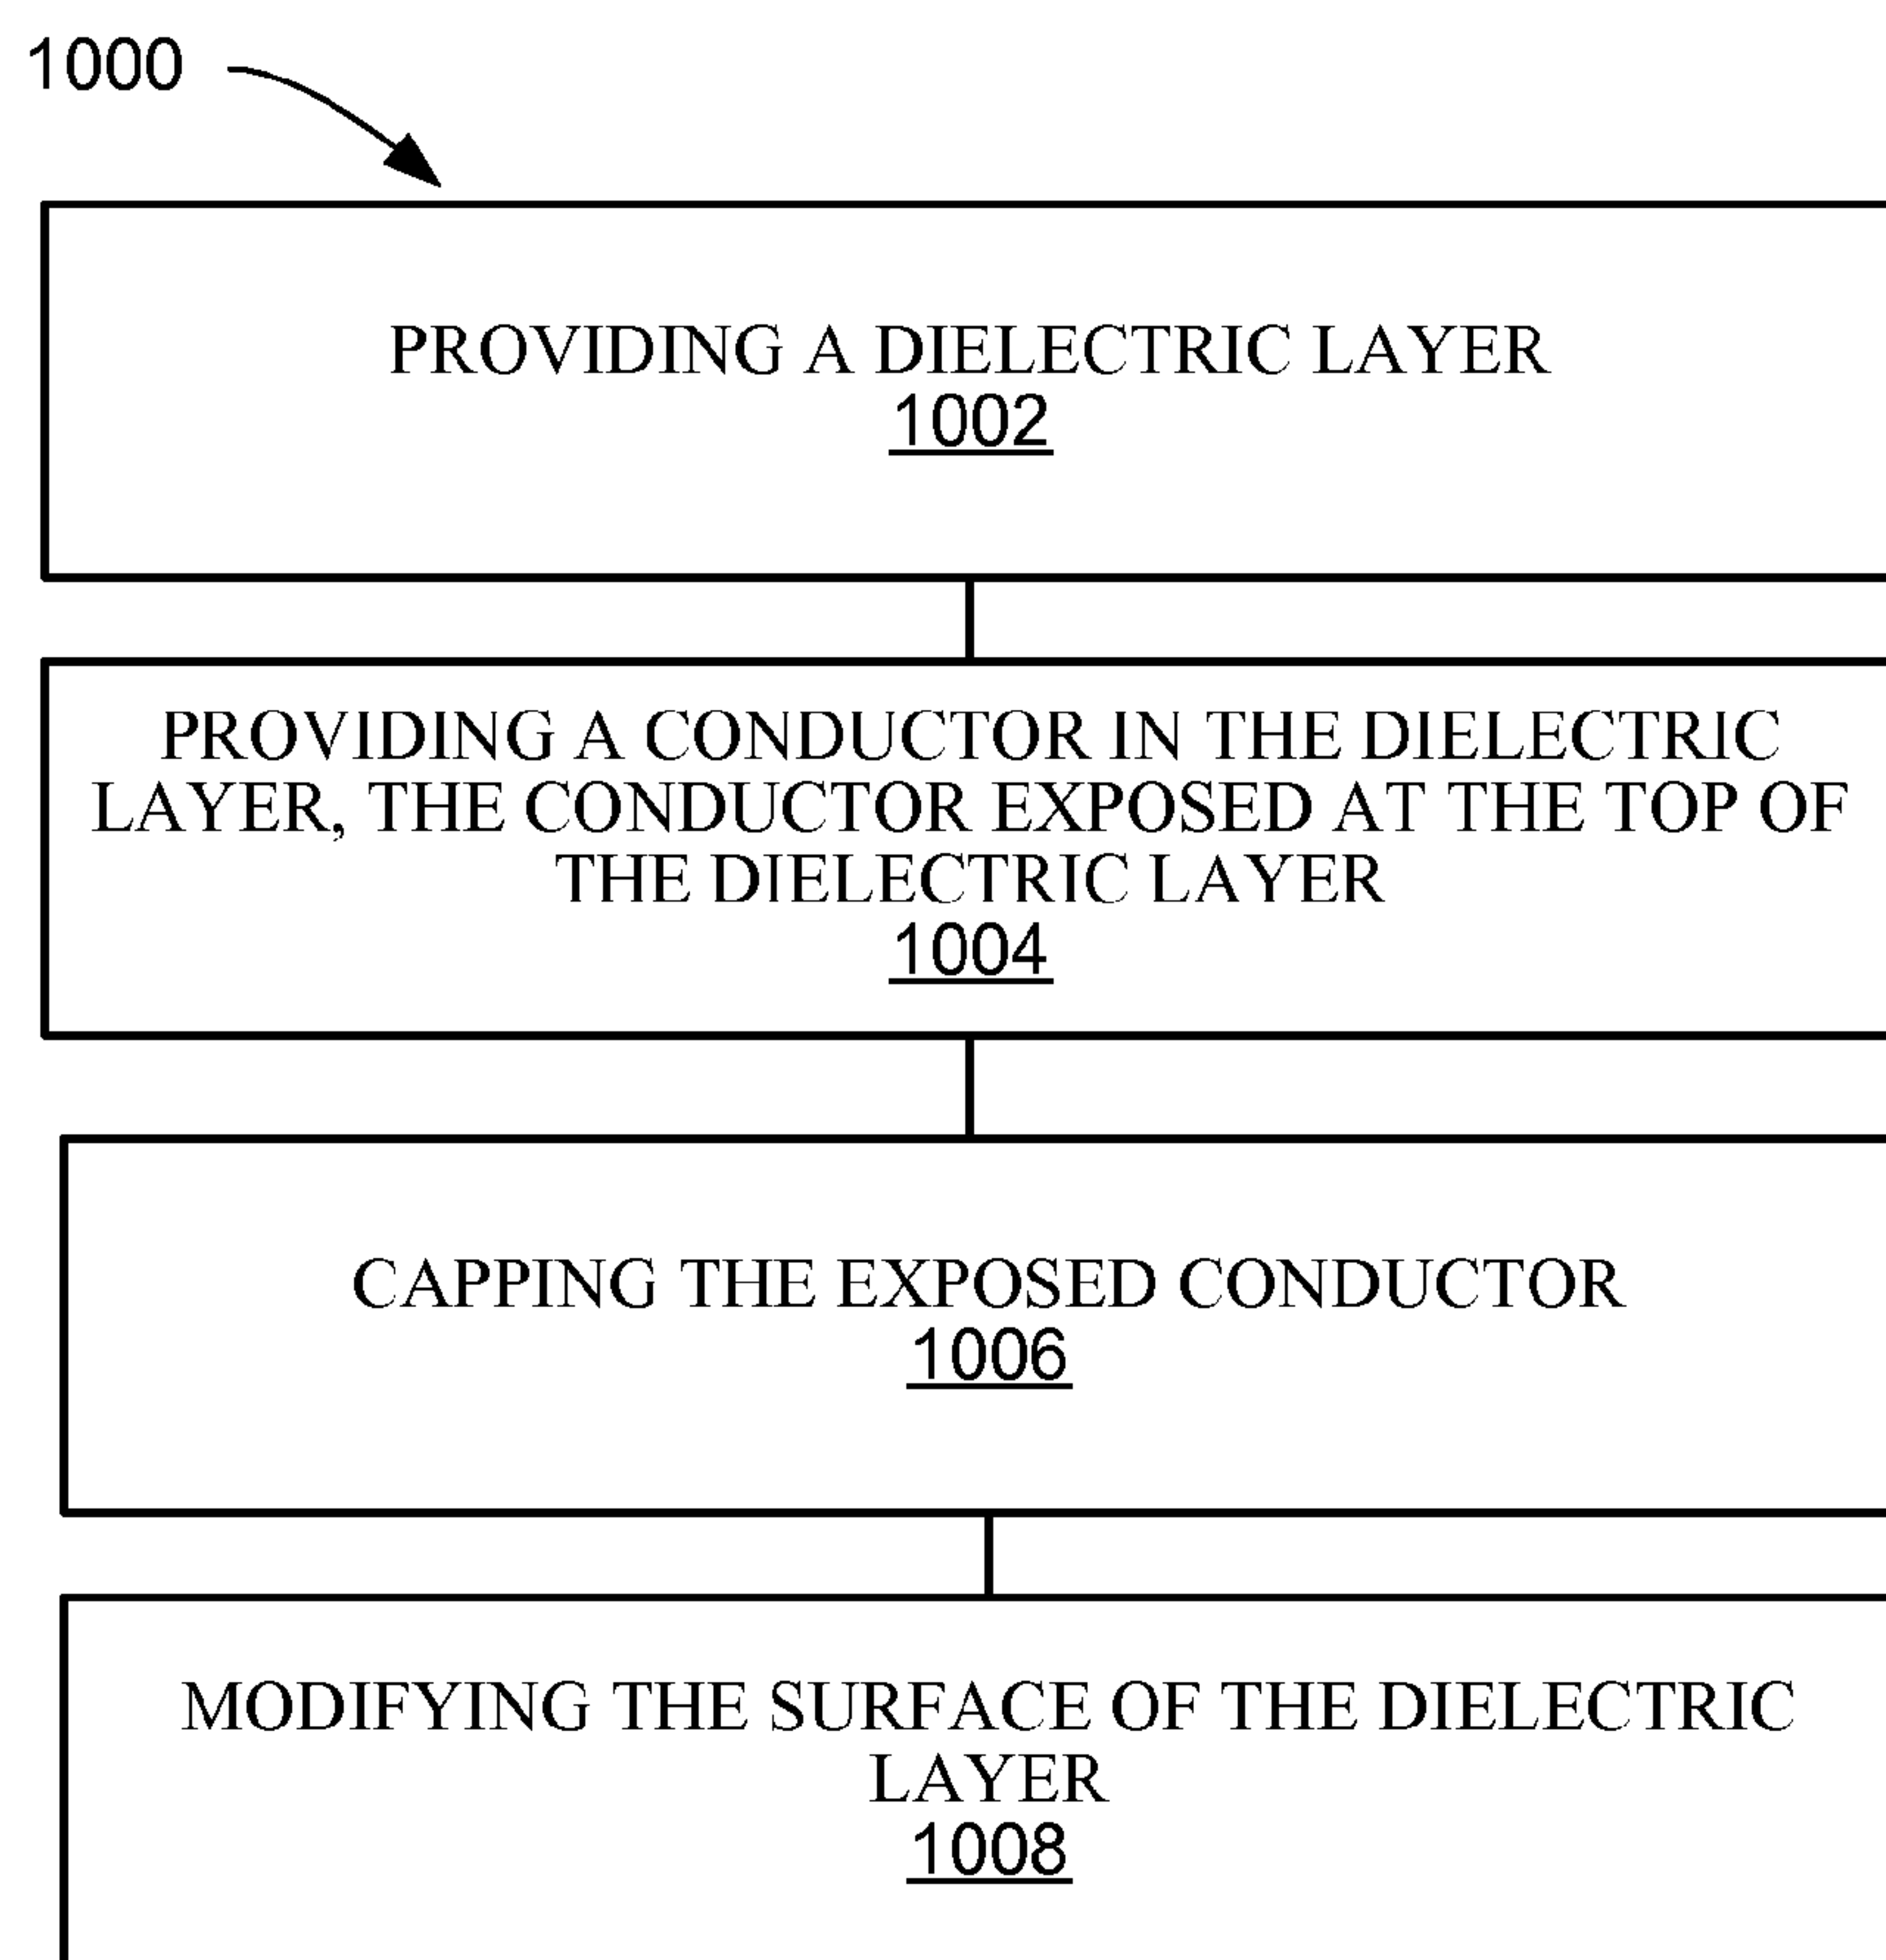 1000
PROVIDING A DIELECTRIC LAYER
1002
PROVIDING A CONDUCTOR IN THE DIELECTRIC
LAYER, THE CONDUCTOR EXPOSED AT THE TOP OF
THE DIELECTRIC LAYER
1004
CAPPING THE EXPOSED CONDUCTOR
1006
MODIFYING THE SURFACE OF THE DIELECTRIC
LAYER
1008